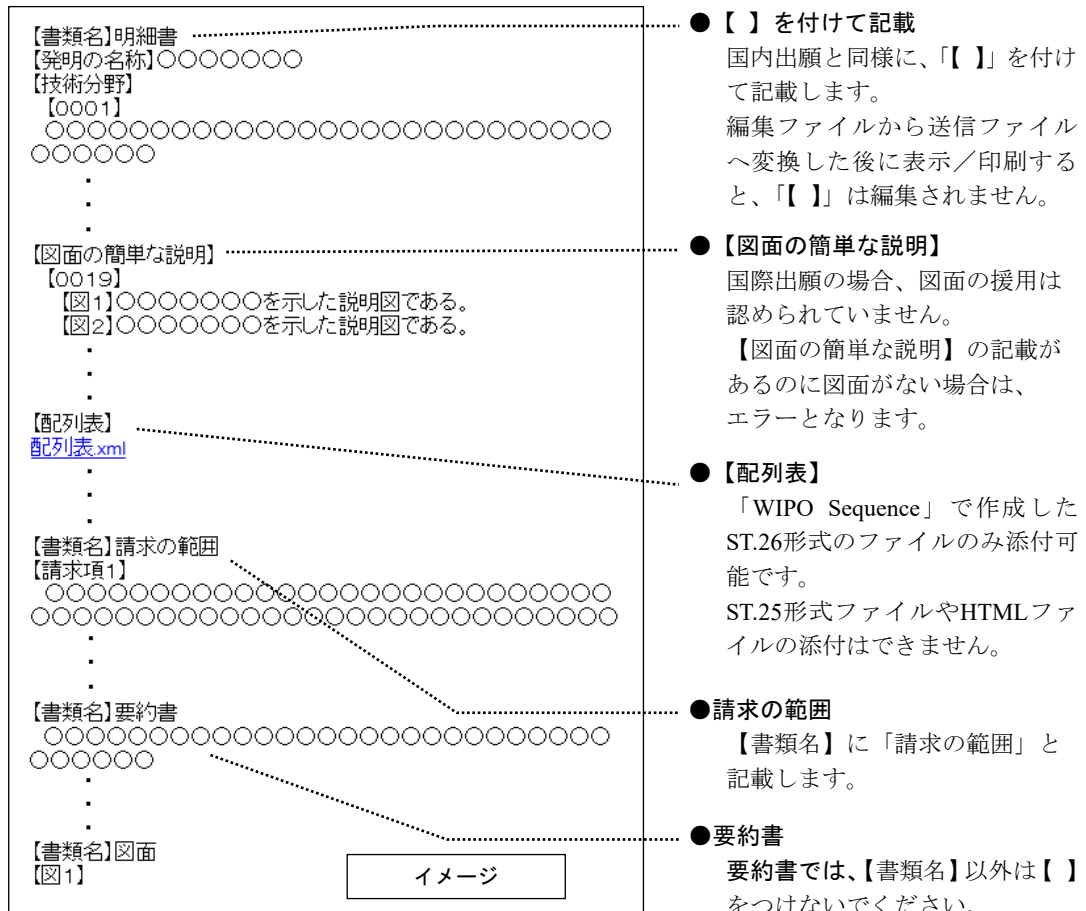 【書類名】明細書
【発明の名称】○○○○○○○
【技術分野】
【0001】
○○○○○○○○○○○○○○○○○○○○○○○○○○○
○○○○○○
・
・
・
【図面の簡単な説明】
【0019】
【図1】○○○○○○○を示した説明図である。
【図2】○○○○○○○を示した説明図である。
・
・
・
【配列表】
配列表.xml
・
・
・
【書類名】請求の範囲
【請求項1】
○○○○○○○○○○○○○○○○○○○○○○○○○○○
○○○○○○○○○○○○○○○○○○○○○○○○○○○○
・
・
・
【書類名】要約書
○○○○○○○○○○○○○○○○○○○○○○○○○○○
○○○○○○
・
・
・
【書類名】図面
【図1】
イメージ
●【 】を付けて記載
国内出願と同様に、「【 】」を付け
て記載します。
編集ファイルから送信ファイル
へ変換した後に表示／印刷する
と、「【 】」は編集されません。
●【図面の簡単な説明】
国際出願の場合、図面の援用は
認められていません。
【図面の簡単な説明】の記載が
あるのに図面がない場合は、
エラーとなります。
●【配列表】
「WIPO Sequence」で作成した
ST.26形式のファイルのみ添付可
能です。
ST.25形式ファイルやHTMLファ
イルの添付はできません。
●請求の範囲
【書類名】に「請求の範囲」と
記載します。
●要約書
要約書では、【書類名】以外は【 】
をつけないでください。